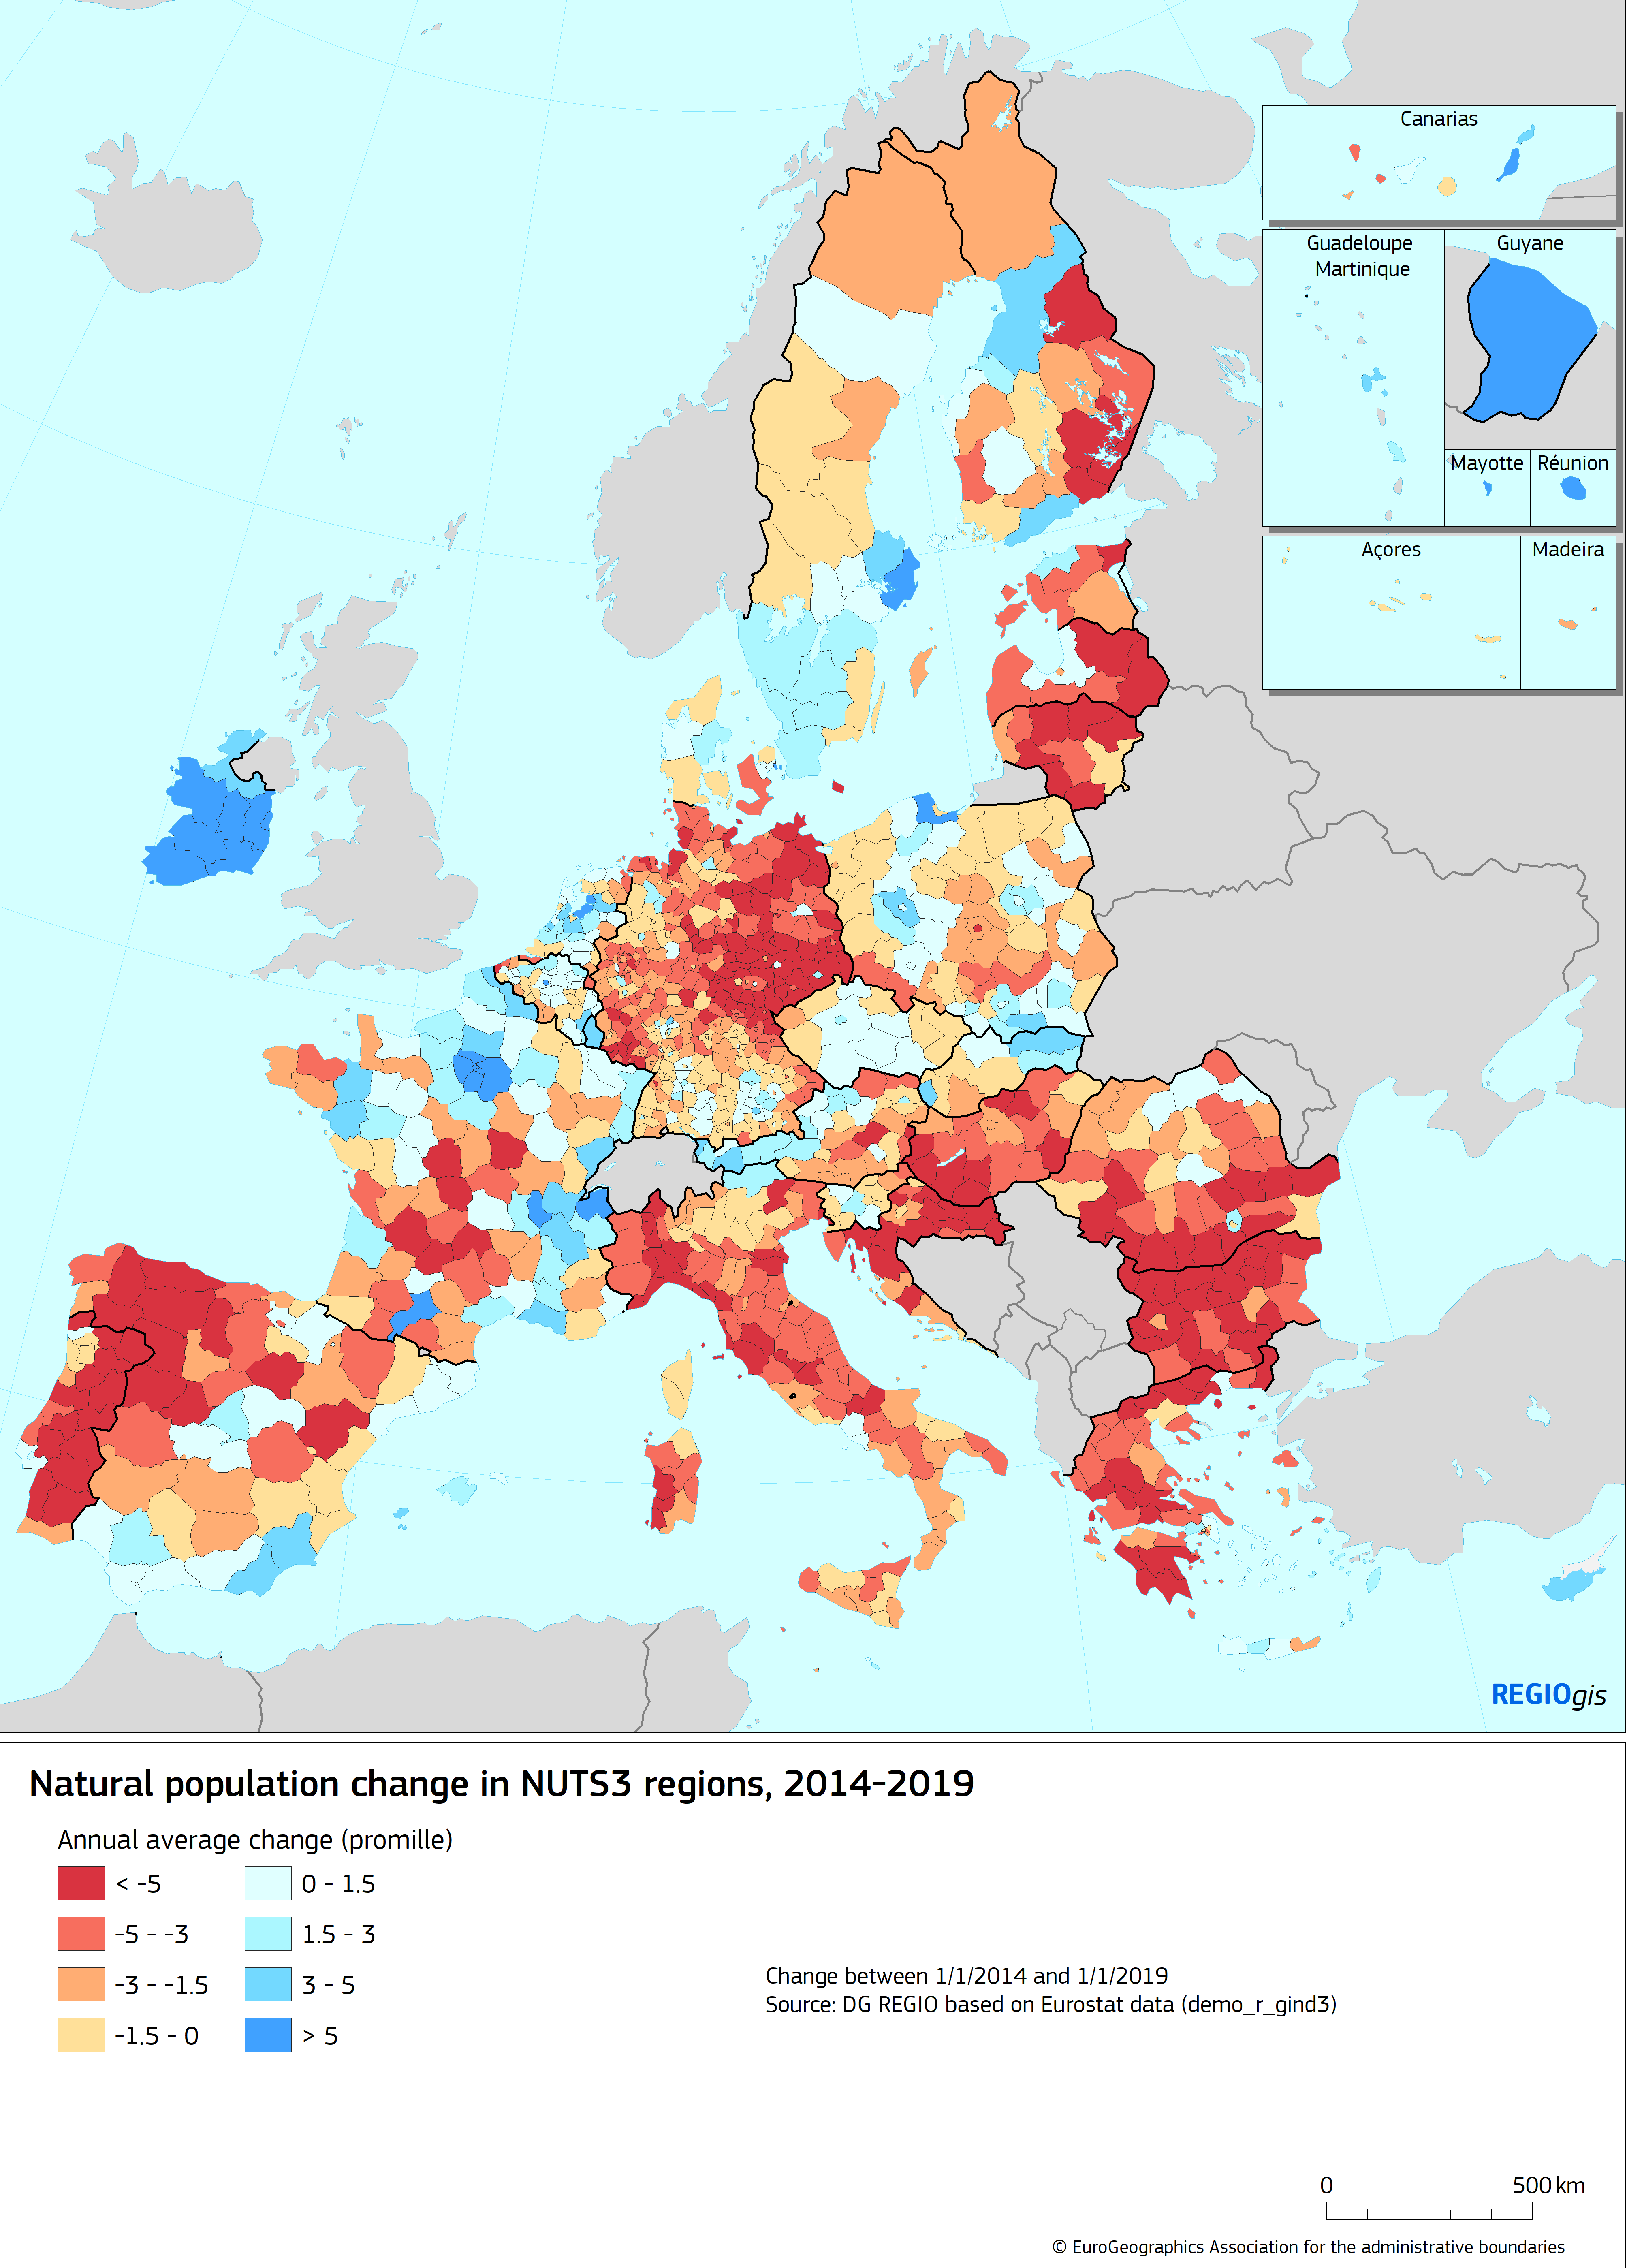 Canarias
Guadeloupe
Martinique
Guyane
Mayotte
Réunion
Açores
Madeira
REGIOgis
Natural population change in NUTS3 regions, 2014-2019
Annual average change (promille)
< -5
-5 - -3
-3 - -1.5
-1.5 - 0
0 - 1.5
1.5 - 3
3 - 5
> 5
Change between 1/1/2014 and 1/1/2019
Source: DG REGIO based on Eurostat data (demo_r_gind3)
0 500 km
© EuroGeographics Association for the administrative boundaries